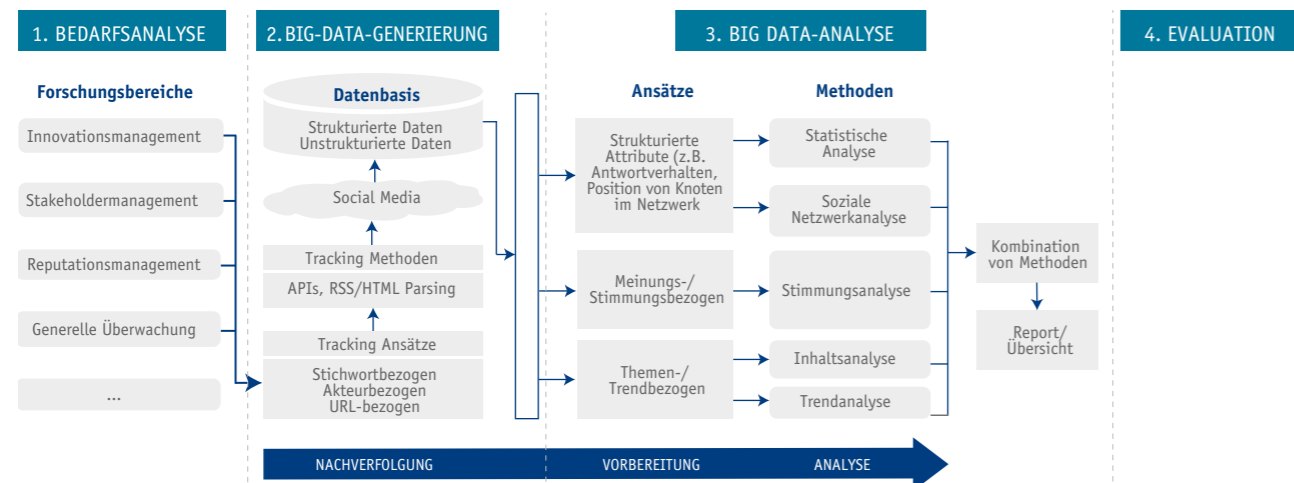 1. BEDARFSANALYSE
2. BIG-DATA-GENERIERUNG
3. BIG DATA-ANALYSE
4. EVALUATION
Forschungsbereiche
Innovationsmanagement
Stakeholdermanagement
Reputationsmanagement
Generelle Überwachung
...
Datenbasis
Strukturierte Daten
Unstrukturierte Daten
Social Media
Tracking Methoden
APIs, RSS/HTML Parsing
Tracking Ansätze
Stichwortbezogen
Akteurbezogen
URL-bezogen
Ansätze
Strukturierte
Attribute (z.B.
Antwortverhalten,
Position von Knoten
im Netzwerk
Meinungs-/
Stimmungsbezogen
Themen-/
Trendbezogen
Methoden
Statistische
Analyse
Soziale
Netzwerkanalyse
Stimmungsanalyse
Inhaltsanalyse
Trendanalyse
Kombination
von Methoden
Report/
Übersicht
NACHVERFOLGUNG
VORBEREITUNG
ANALYSE